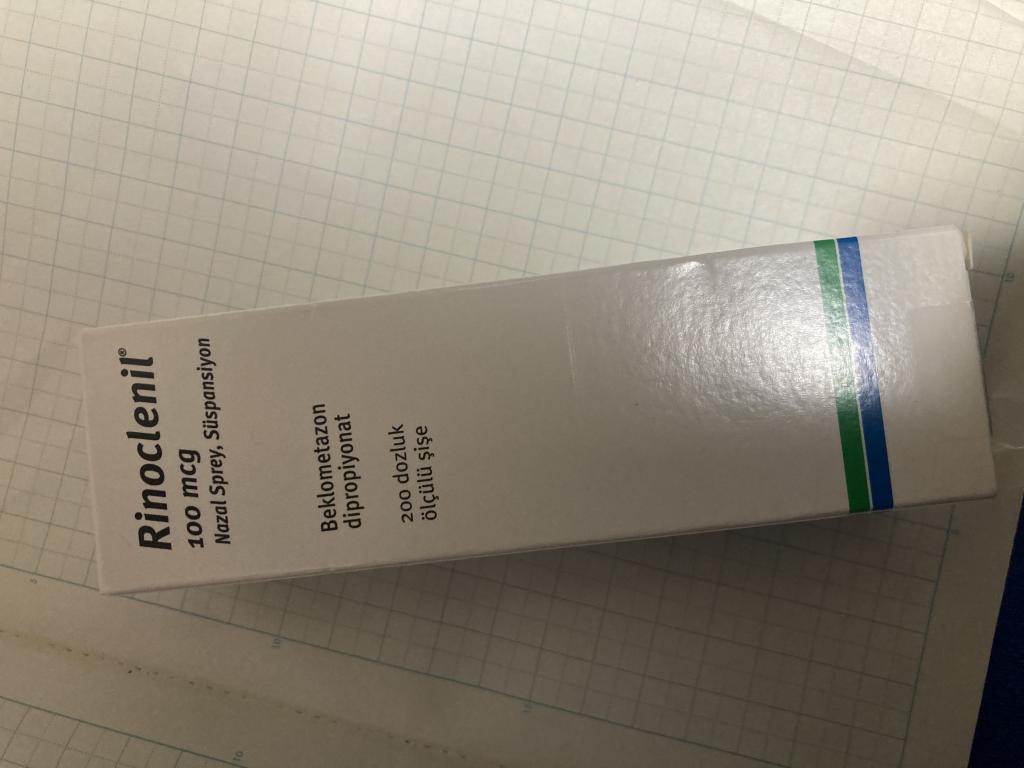 Rinoclenil®
100 mcg
Nazal Sprey, Süspansiyon
Beklometazon
dipropiyonat
200 dozluk
ölçülü şişe